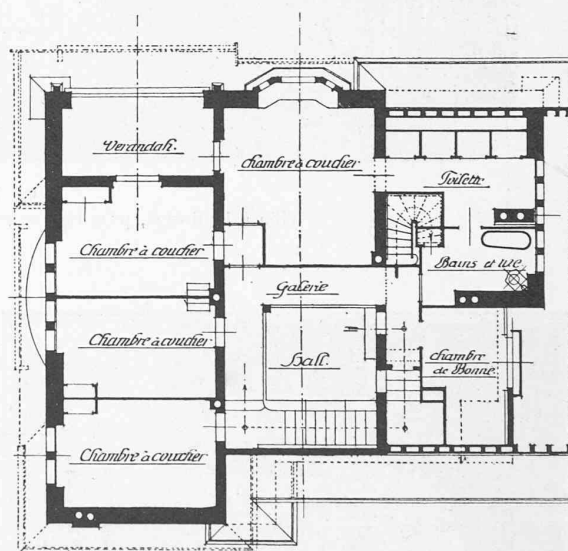 Verandah.
Chambre à coucher
Toilette
Chambre à coucher
Bains et WC
Galerie
Chambre à coucher
Hall.
Chambre
de Bonne
Chambre à coucher